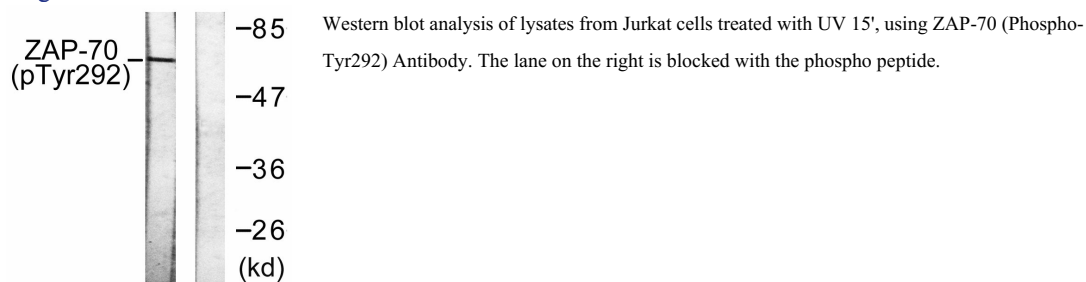 ZAP-70
(pTyr292)
–85
–47
–36
–26
(kd)
Western blot analysis of lysates from Jurkat cells treated with UV 15', using ZAP-70 (Phospho-
Tyr292) Antibody. The lane on the right is blocked with the phospho peptide.